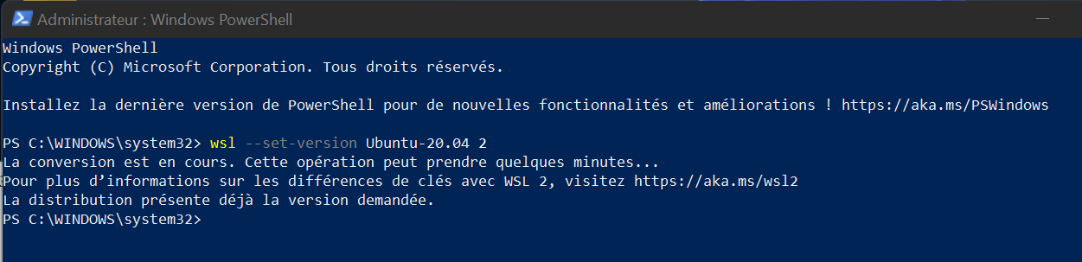 Administrateur : Windows PowerShell
Windows PowerShell
Copyright (C) Microsoft Corporation. Tous droits réservés.
Installez la dernière version de PowerShell pour de nouvelles fonctionnalités et améliorations ! https://aka.ms/PSWindows
PS C:\WINDOWS\system32> wsl --set-version Ubuntu-20.04 2
La conversion est en cours. Cette opération peut prendre quelques minutes...
Pour plus d’informations sur les différences de clés avec WSL 2, visitez https://aka.ms/wsl2
La distribution présente déjà la version demandée.
PS C:\WINDOWS\system32>